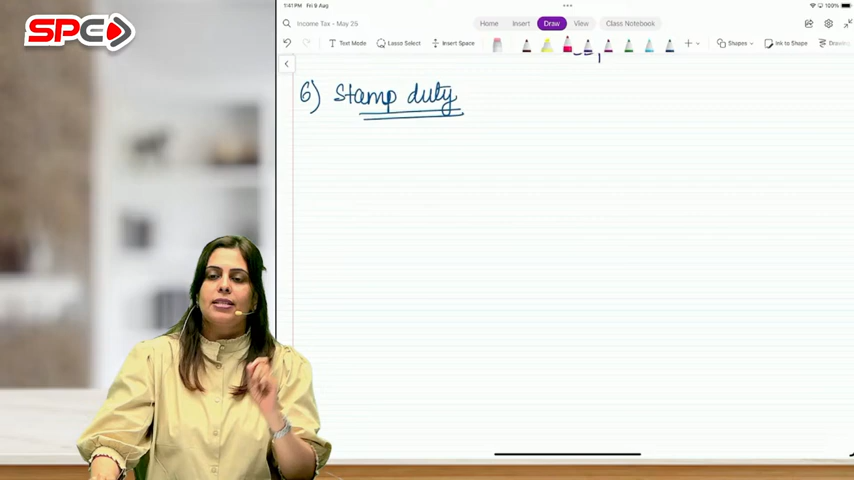 SPC
1:41 PM Fri 9 Aug
100%
Income Tax - May 25
Home Insert Draw View Class Notebook
Text Mode Lasso Select Insert Space Shapes Ink to Shape Drawing
6) Stamp duty